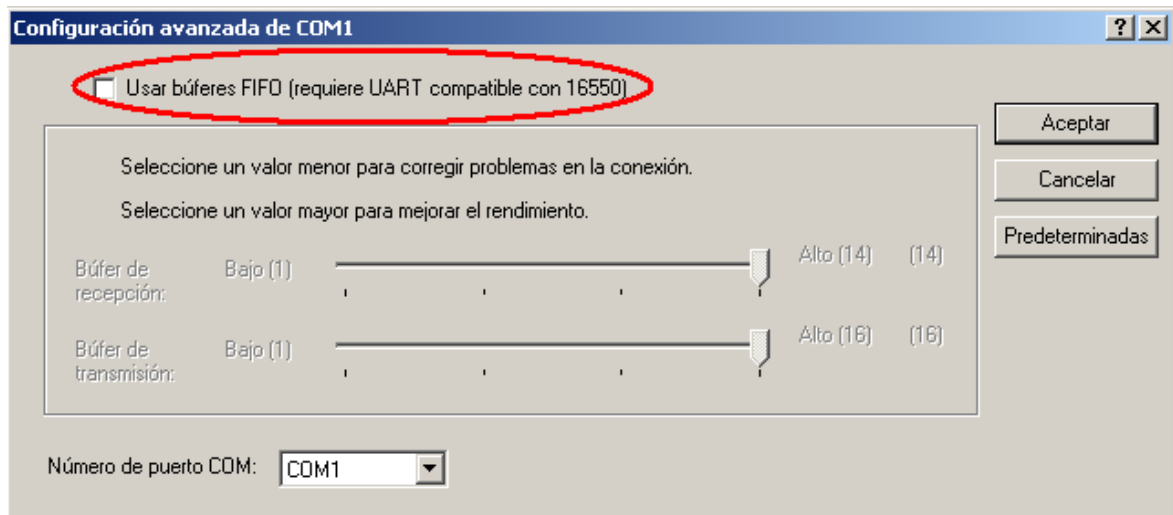 Configuración avanzada de COM1
Usar búferes FIFO (requiere UART compatible con 16550)
Aceptar
Seleccione un valor menor para corregir problemas en la conexión.
Cancelar
Seleccione un valor mayor para mejorar el rendimiento.
Predeterminadas
Búfer de recepción: Bajo (1) Alto (14) (14)
Búfer de transmisión: Bajo (1) Alto (16) (16)
Número de puerto COM: COM1